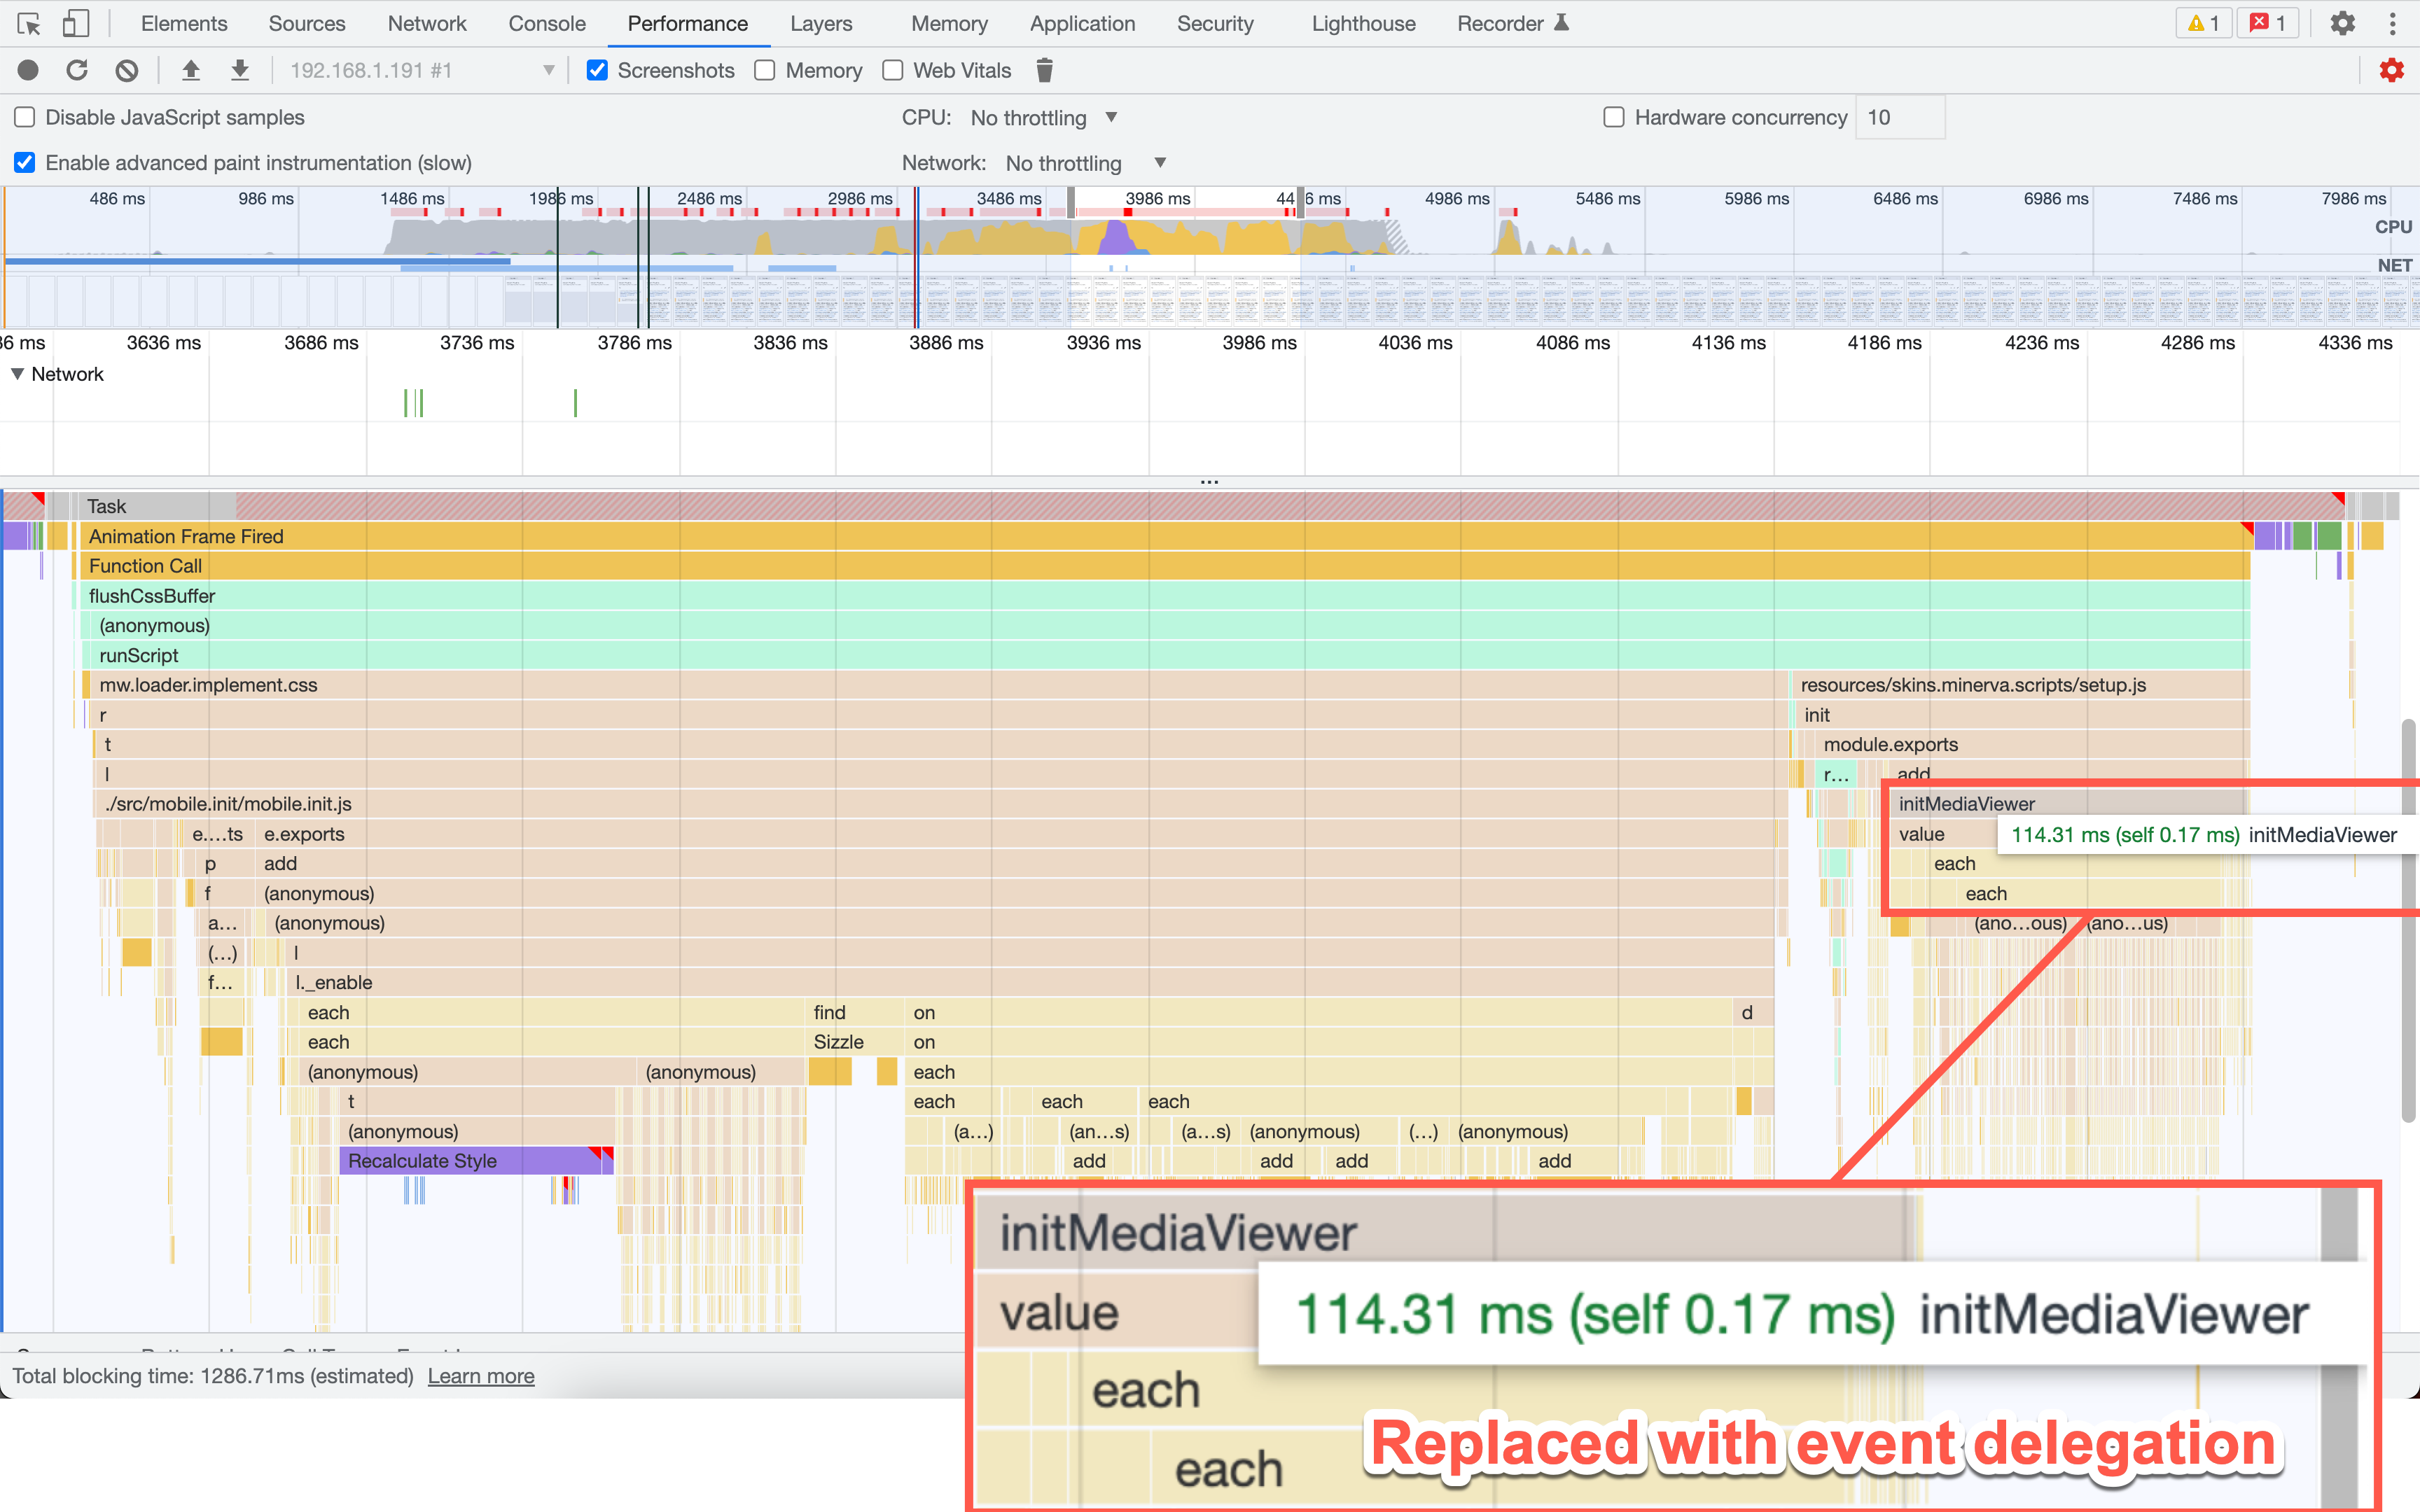 Elements Sources Network Console Performance Layers Memory Application Security Lighthouse Recorder 1 1
192.168.1.191 #1 Screenshots Memory Web Vitals
Disable JavaScript samples CPU: No throttling Hardware concurrency 10
Enable advanced paint instrumentation (slow) Network: No throttling
486 ms 986 ms 1486 ms 1986 ms 2486 ms 2986 ms 3486 ms 3986 ms 44 6 ms 4986 ms 5486 ms 5986 ms 6486 ms 6986 ms 7486 ms 7986 ms
CPU
NET
36 ms 3636 ms 3686 ms 3736 ms 3786 ms 3836 ms 3886 ms 3936 ms 3986 ms 4036 ms 4086 ms 4136 ms 4186 ms 4236 ms 4286 ms 4336 ms
Network
...
Task
Animation Frame Fired
Function Call
flushCssBuffer
(anonymous)
runScript
mw.loader.implement.css resources/skins.minerva.scripts/setup.js
r init
t module.exports
l r... add
./src/mobile.init/mobile.init.js initMediaViewer
e....ts e.exports value 114.31 ms (self 0.17 ms) initMediaViewer
p add each
f (anonymous) each
a... (anonymous) (ano...ous) (ano...us)
(...) l
f... l._enable
each find on d
each Sizzle on
(anonymous) (anonymous) each
t each each each
(anonymous) (a...) (an...s) (a...s) (anonymous) (...) (anonymous)
Recalculate Style add add add add
initMediaViewer
value 114.31 ms (self 0.17 ms) initMediaViewer
each
Total blocking time: 1286.71ms (estimated) Learn more
Replaced with event delegation
each